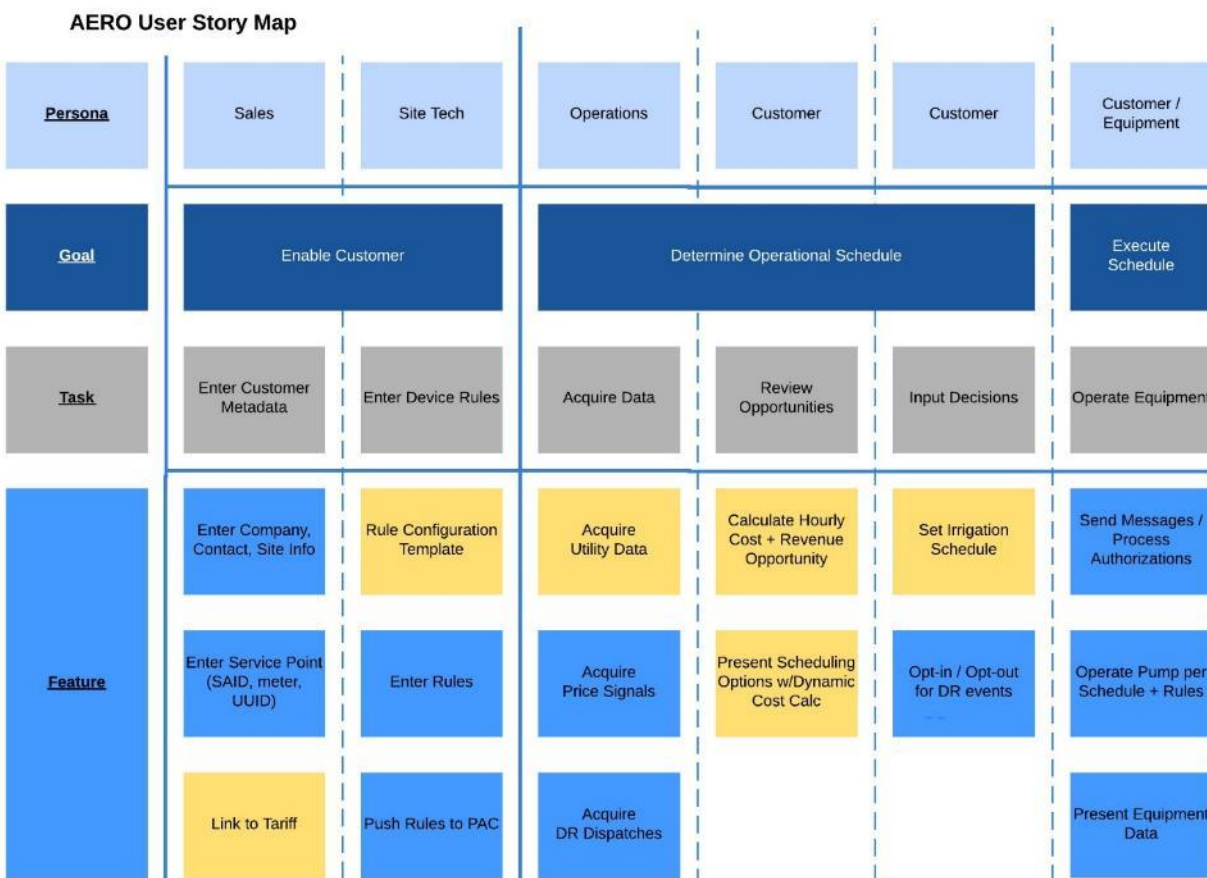 AERO User Story Map
Persona
Sales
Site Tech
Operations
Customer
Customer
Customer /
Equipment
Goal
Enable Customer
Determine Operational Schedule
Execute
Schedule
Task
Enter Customer
Metadata
Enter Device Rules
Acquire Data
Review
Opportunities
Input Decisions
Operate Equipment
Feature
Enter Company,
Contact, Site Info
Rule Configuration
Template
Acquire
Utility Data
Calculate Hourly
Cost + Revenue
Opportunity
Set Irrigation
Schedule
Send Messages /
Process
Authorizations
Enter Service Point
(SAID, meter,
UUID)
Enter Rules
Acquire
Price Signals
Present Scheduling
Options w/Dynamic
Cost Calc
Opt-in / Opt-out
for DR events
Operate Pump per
Schedule + Rules
Link to Tariff
Push Rules to PAC
Acquire
DR Dispatches
Present Equipment
Data